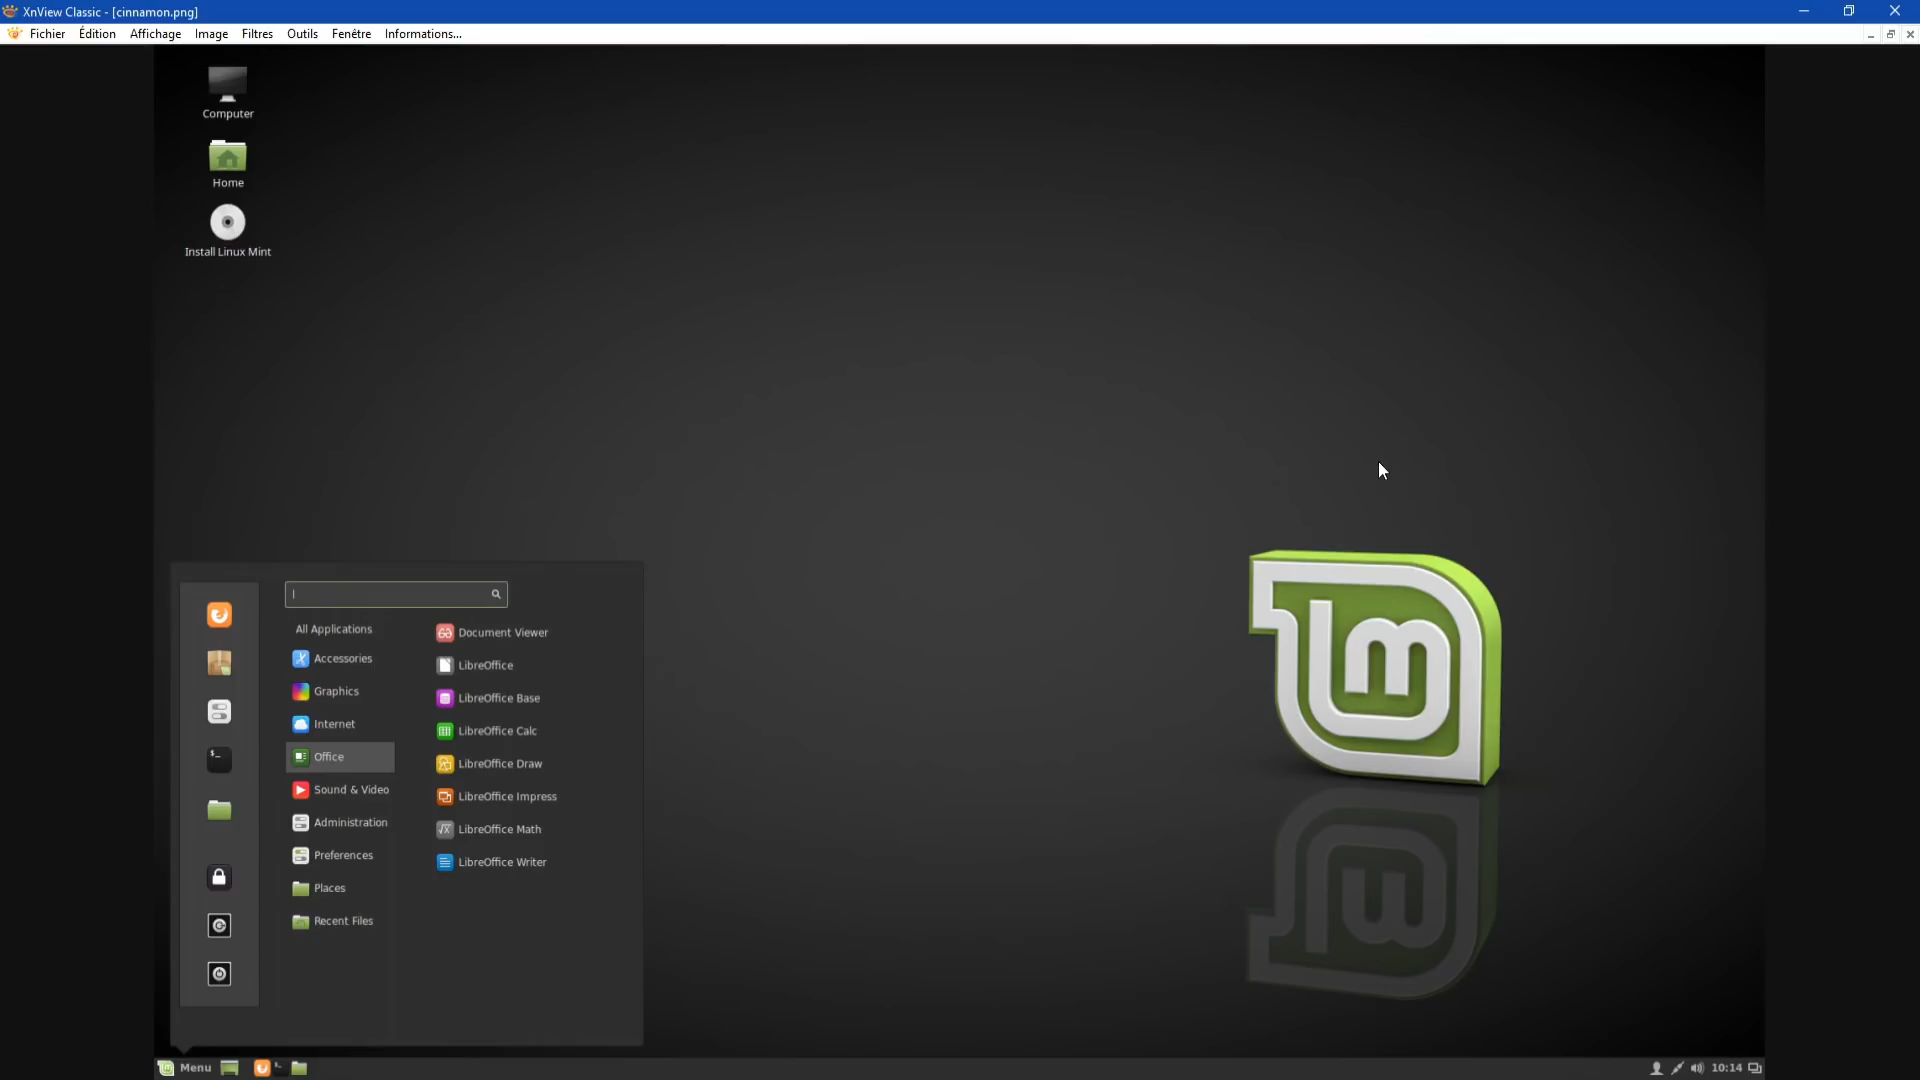 XnView Classic - [cinnamon.png]
Fichier Édition Affichage Image Filtres Outils Fenêtre Informations...
Computer
Home
Install Linux Mint
All Applications
Accessories
Graphics
Internet
Office
Sound & Video
Administration
Preferences
Places
Recent Files
Document Viewer
LibreOffice
LibreOffice Base
LibreOffice Calc
LibreOffice Draw
LibreOffice Impress
LibreOffice Math
LibreOffice Writer
Menu
10:14